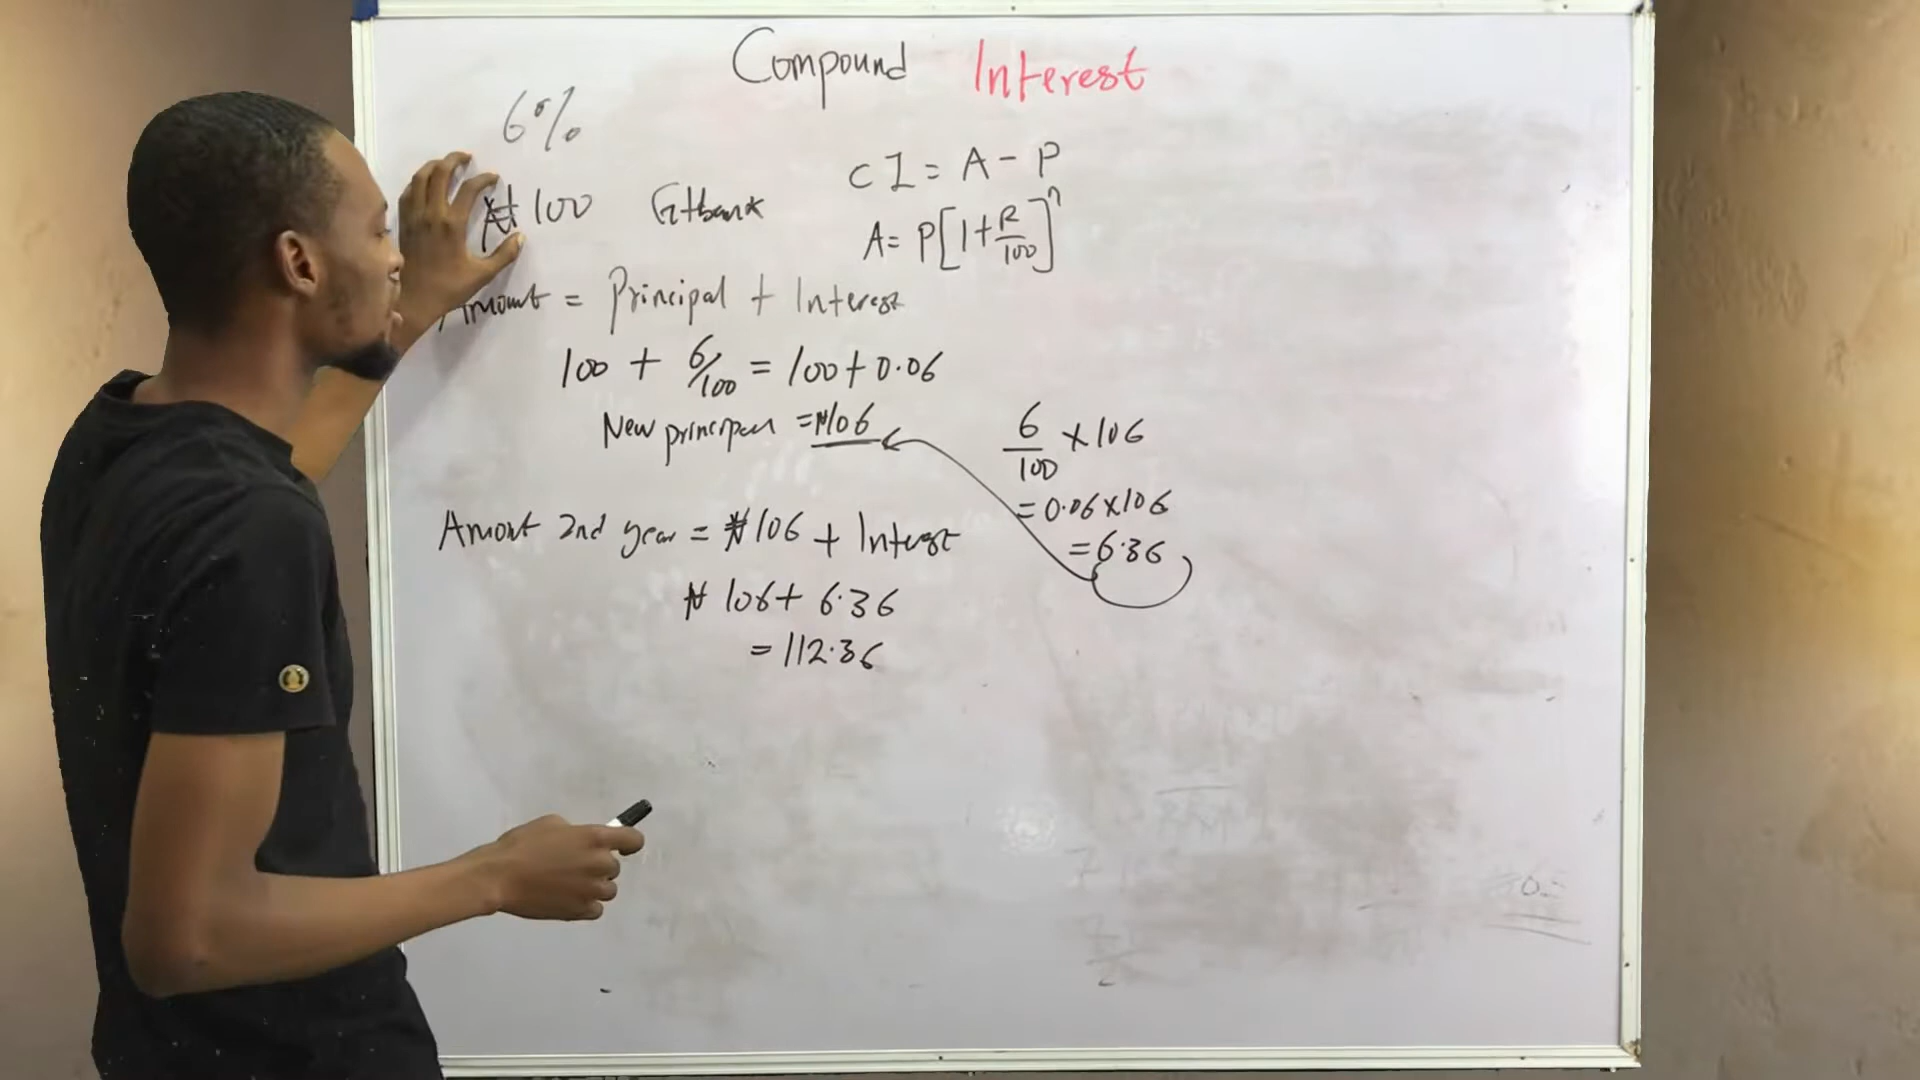 Compound Interest
6%
₦100 Gtbank
CI = A - P
A = P[1+R/100]^n
Amount = Principal + Interest
100 + 6/100 = 100+0.06
New principal = ₦106
6/100 × 106
= 0.06×106
= 6.36
Amont 2nd year = ₦106 + Interest
₦ 106+ 6.36
= 112.36